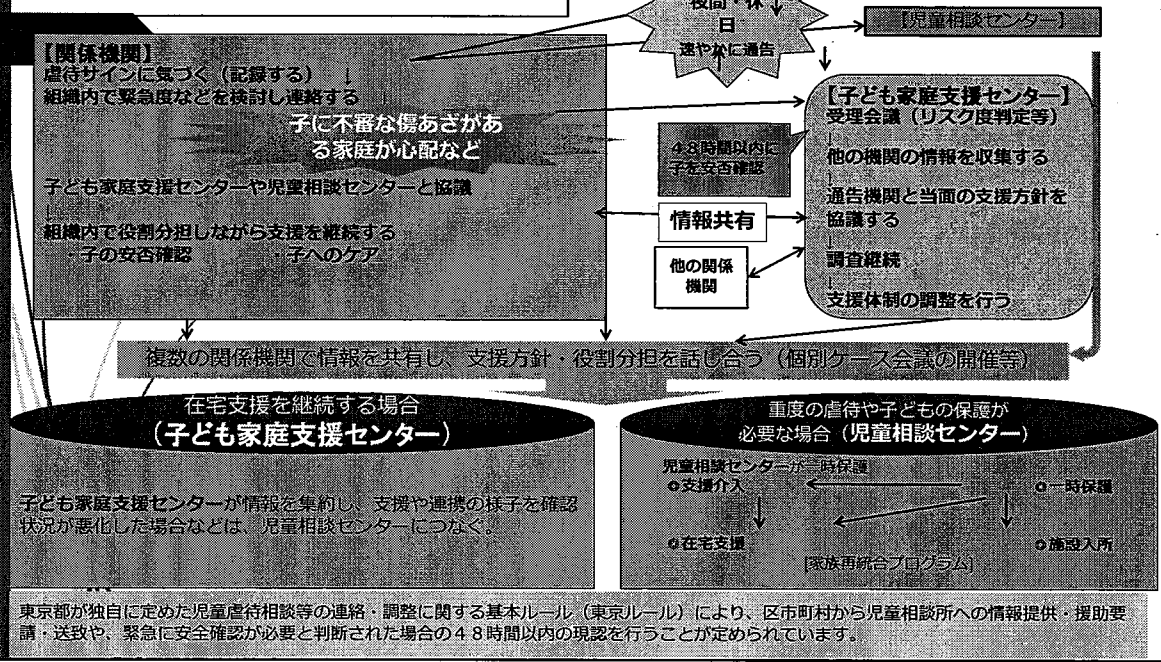 夜間・休
日
速やかに通告
【児童相談センター】
【関係機関】
虐待サインに気づく（記録する）　↓
組織内で緊急度などを検討し連絡する
子に不審な傷あざがあ
る家庭が心配など
子ども家庭支援センターや児童相談センターと協議
↓
組織内で役割分担しながら支援を継続する
・子の安否確認　　　　・子へのケア
４８時間以内に
子を安否確認
情報共有
他の関係
機関
【子ども家庭支援センター】
受理会議（リスク度判定等）
↓
他の機関の情報を収集する
↓
通告機関と当面の支援方針を
協議する
↓
調査継続
↓
支援体制の調整を行う
複数の関係機関で情報を共有し、支援方針・役割分担を話し合う（個別ケース会議の開催等）
在宅支援を継続する場合
（子ども家庭支援センター）
子ども家庭支援センターが情報を集約し、支援や連携の様子を確認
状況が悪化した場合などは、児童相談センターにつなぐ。
重度の虐待や子どもの保護が
必要な場合（児童相談センター）
児童相談センターが一時保護
○支援介入
○一時保護
○在宅支援
○施設入所
[家族再統合プログラム]
東京都が独自に定めた児童虐待相談等の連絡・調整に関する基本ルール（東京ルール）により、区市町村から児童相談所への情報提供・援助要
請・送致や、緊急に安全確認が必要と判断された場合の４８時間以内の現認を行うことが定められています。